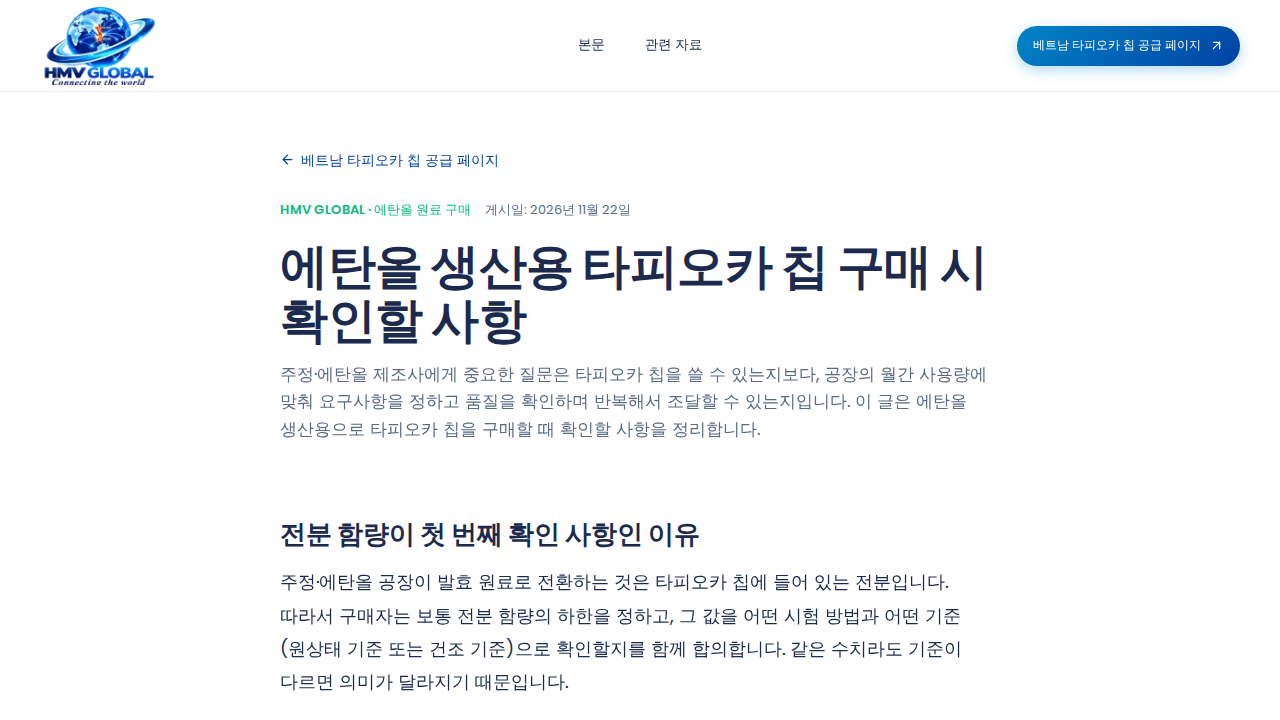 HMV GLOBAL
Connecting the world
본문
관련 자료
베트남 타피오카 칩 공급 페이지
베트남 타피오카 칩 공급 페이지
HMV GLOBAL · 에탄올 원료 구매 게시일: 2026년 11월 22일
에탄올 생산용 타피오카 칩 구매 시
확인할 사항
주정·에탄올 제조사에게 중요한 질문은 타피오카 칩을 쓸 수 있는지보다, 공장의 월간 사용량에
맞춰 요구사항을 정하고 품질을 확인하며 반복해서 조달할 수 있는지입니다. 이 글은 에탄올
생산용으로 타피오카 칩을 구매할 때 확인할 사항을 정리합니다.
전분 함량이 첫 번째 확인 사항인 이유
주정·에탄올 공장이 발효 원료로 전환하는 것은 타피오카 칩에 들어 있는 전분입니다.
따라서 구매자는 보통 전분 함량의 하한을 정하고, 그 값을 어떤 시험 방법과 어떤 기준
(원상태 기준 또는 건조 기준)으로 확인할지를 함께 합의합니다. 같은 수치라도 기준이
다르면 의미가 달라지기 때문입니다.